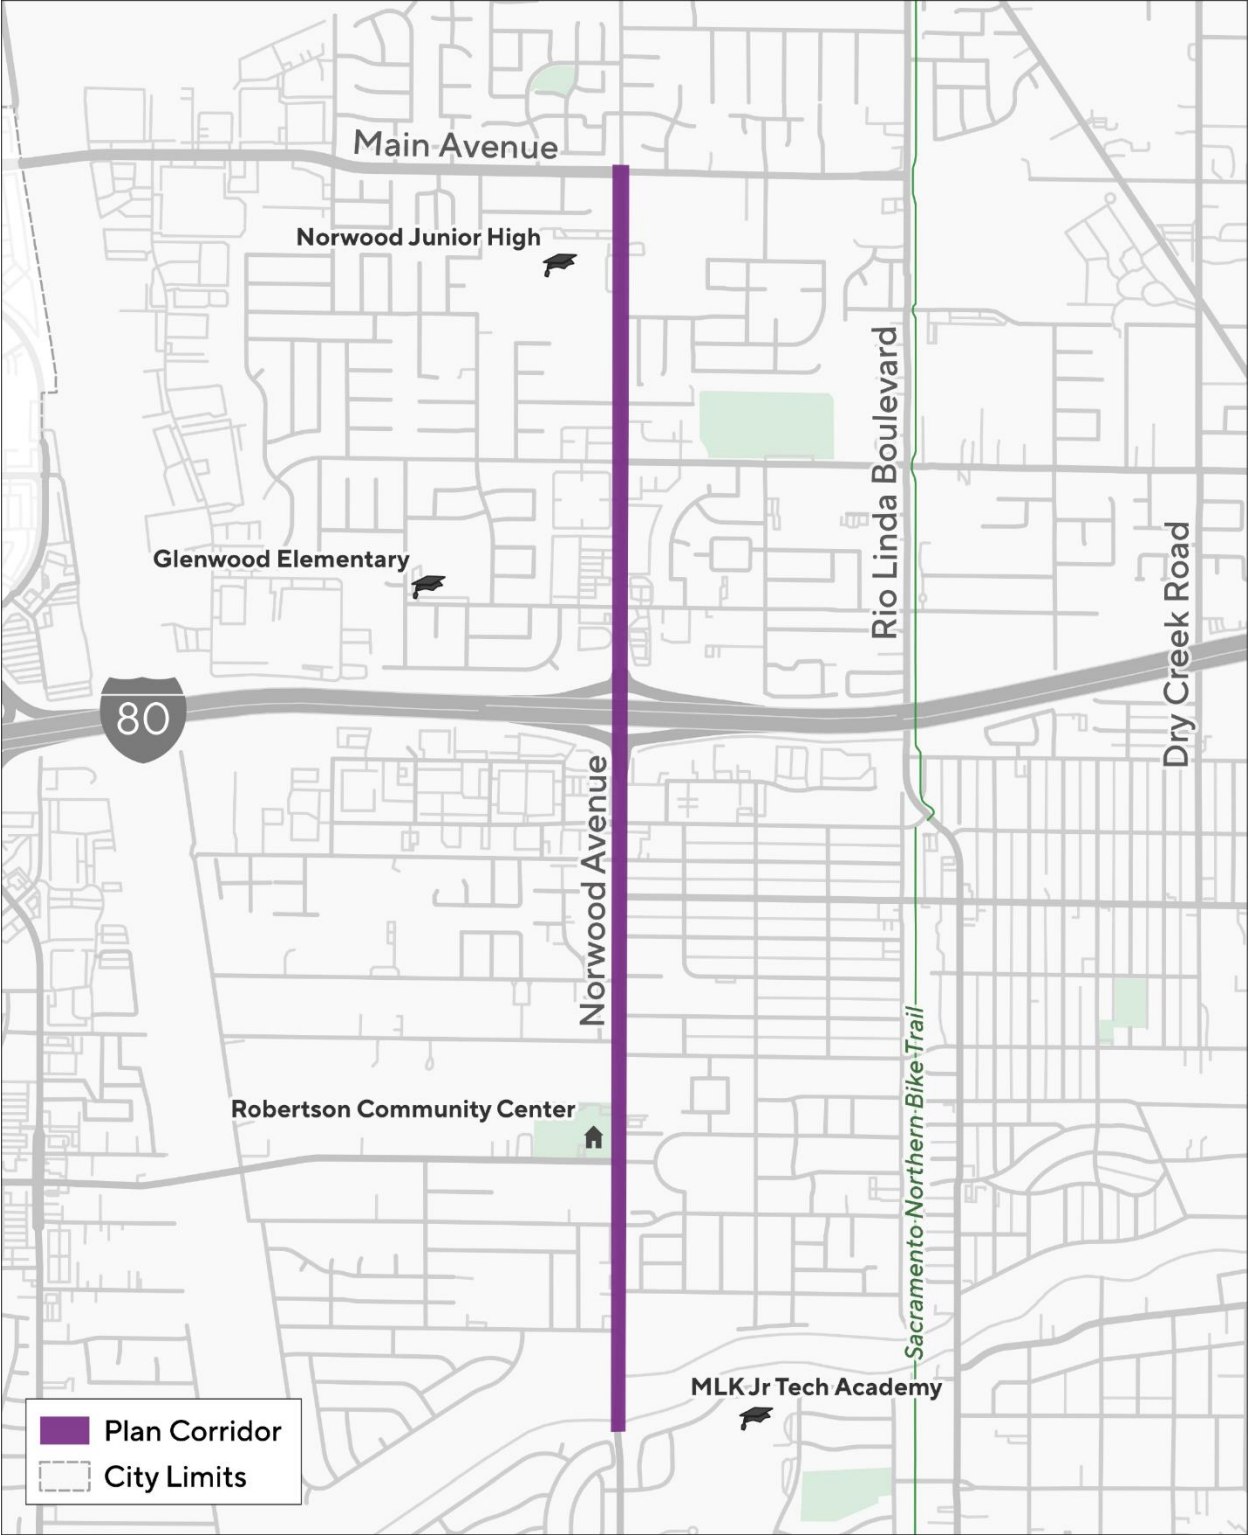 Main Avenue
Norwood Junior High
Rio Linda Boulevard
Glenwood Elementary
Dry Creek Road
80
Norwood Avenue
Sacramento Northern Bike Trail
Robertson Community Center
MLK Jr Tech Academy
Plan Corridor
City Limits